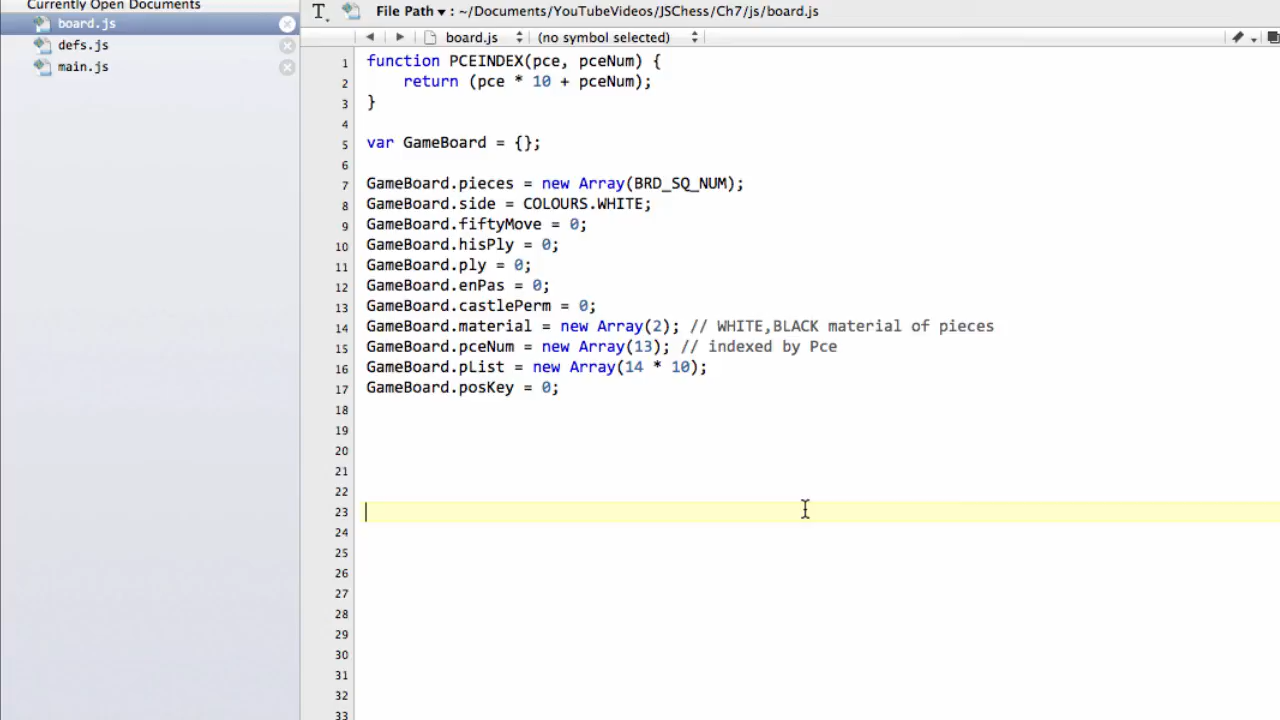 Currently Open Documents
board.js
defs.js
main.js
File Path ▾ : ~/Documents/YouTubeVideos/JSChess/Ch7/js/board.js
board.js (no symbol selected)
1 function PCEINDEX(pce, pceNum) {
2 return (pce * 10 + pceNum);
3 }
4
5 var GameBoard = {};
6
7 GameBoard.pieces = new Array(BRD_SQ_NUM);
8 GameBoard.side = COLOURS.WHITE;
9 GameBoard.fiftyMove = 0;
10 GameBoard.hisPly = 0;
11 GameBoard.ply = 0;
12 GameBoard.enPas = 0;
13 GameBoard.castlePerm = 0;
14 GameBoard.material = new Array(2); // WHITE,BLACK material of pieces
15 GameBoard.pceNum = new Array(13); // indexed by Pce
16 GameBoard.pList = new Array(14 * 10);
17 GameBoard.posKey = 0;
18
19
20
21
22
23
24
25
26
27
28
29
30
31
32
33